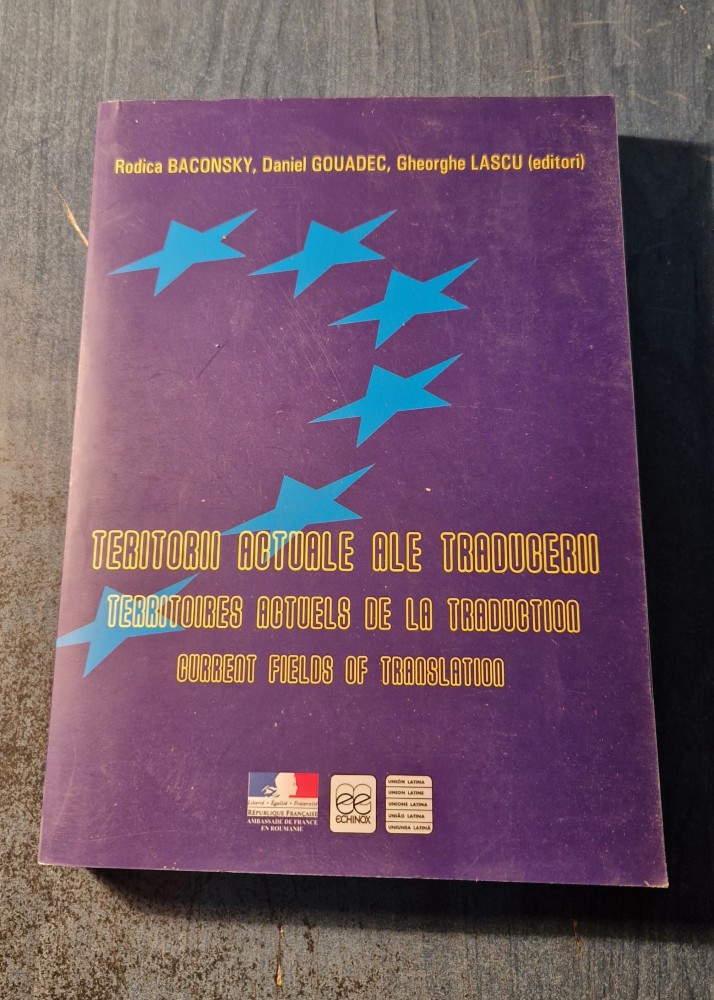 Rodica BACONSKY, Daniel GOUADEC, Gheorghe LASCU (editori)
TERITORII ACTUALE ALE TRADUCERII
TERRITOIRES ACTUELS DE LA TRADUCTION
CURRENT FIELDS OF TRANSLATION
Liberté • Égalité • Fraternité
RÉPUBLIQUE FRANÇAISE
AMBASSADE DE FRANCE
EN ROUMANIE
ECHINOX
UNIÓN LATINA
UNION LATINE
UNIONE LATINA
UNIÃO LATINA
UNIUNEA LATINĂ